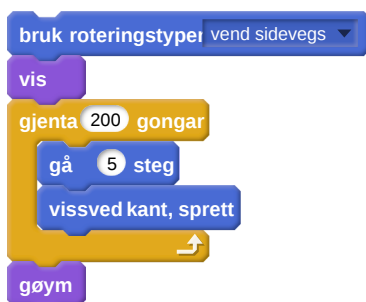 bruk roteringstypen vend sidevegs
vis
gjenta 200 gongar
gå 5 steg
vissved kant, sprett
gøym